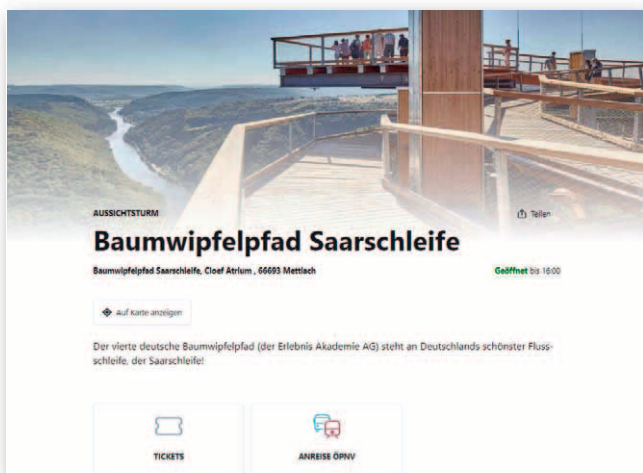 AUSSICHTSTURM
Teilen
Baumwipfelpfad Saarschleife
Baumwipfelpfad Saarschleife, Cloef Atrium , 66693 Mettlach
Geöffnet bis 16:00
Auf Karte anzeigen
Der vierte deutsche Baumwipfelpfad (der Erlebnis Akademie AG) steht an Deutschlands schönster Fluss-
schleife, der Saarschleife!
TICKETS
ANREISE ÖPNV